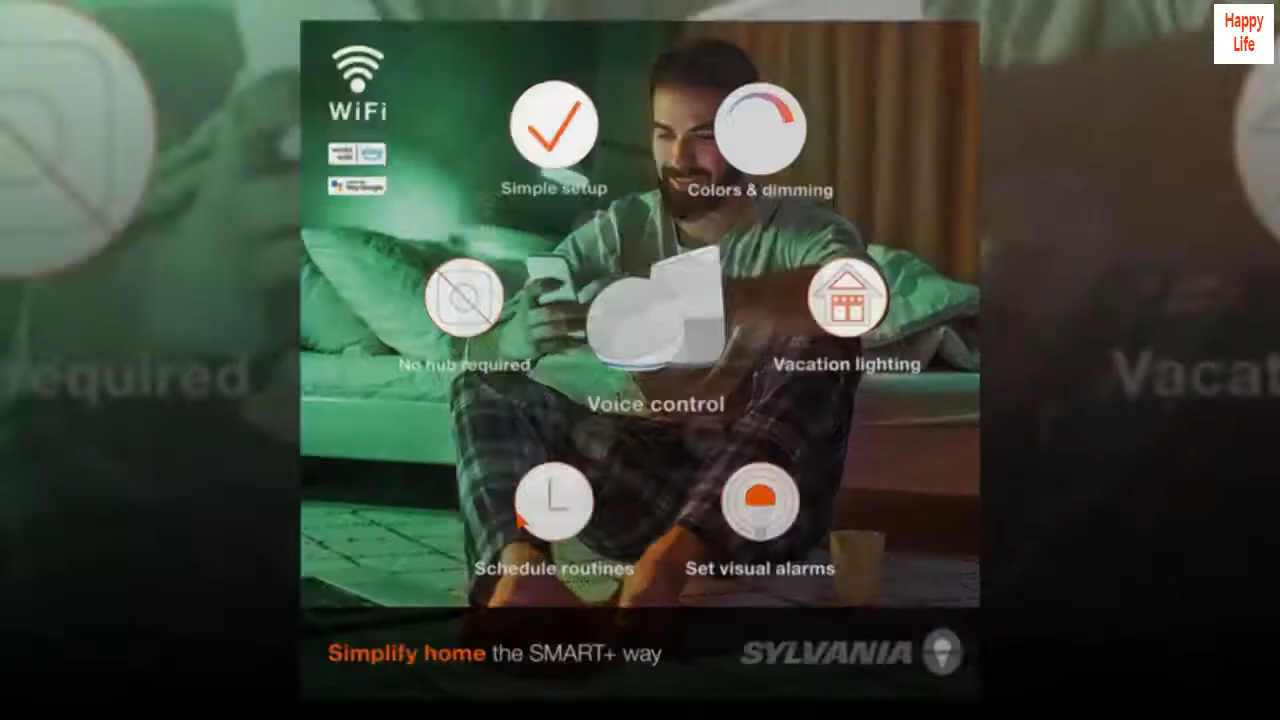 Happy
Life
WiFi
Simple setup
Colors & dimming
No hub required
Vacation lighting
Voice control
Schedule routines
Set visual alarms
Simplify home the SMART+ way
SYLVANIA
required
Vacat